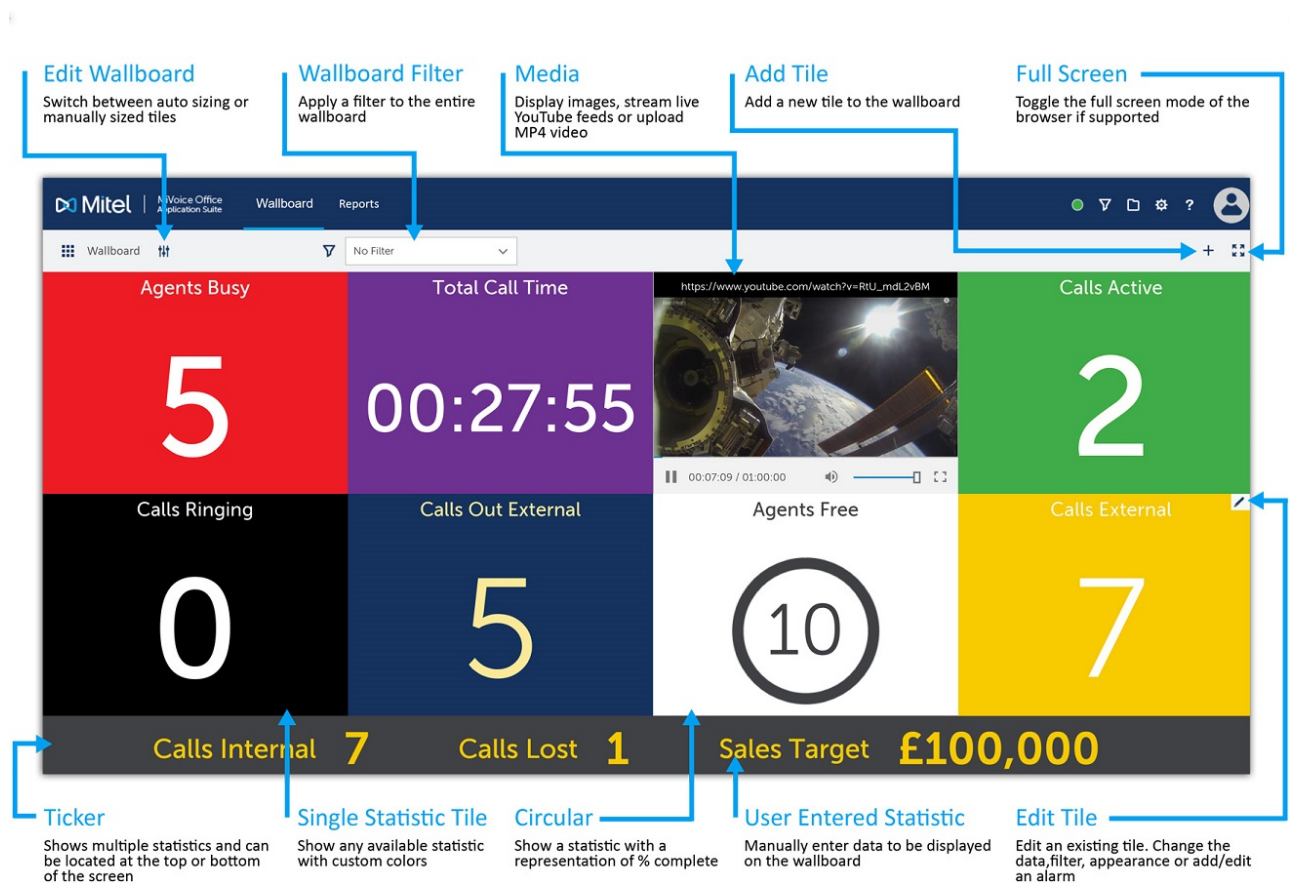 Edit Wallboard
Switch between auto sizing or
manually sized tiles
Wallboard Filter
Apply a filter to the entire
wallboard
Media
Display images, stream live
YouTube feeds or upload
MP4 video
Add Tile
Add a new tile to the wallboard
Full Screen
Toggle the full screen mode of the
browser if supported
Mitel
MiVoice Office
Application Suite
Wallboard
Reports
?
Wallboard
No Filter
Agents Busy
5
Total Call Time
00:27:55
https://www.youtube.com/watch?v=RtU_mdL2vBM
00:07:09 / 01:00:00
Calls Active
2
Calls Ringing
0
Calls Out External
5
Agents Free
10
Calls External
7
Calls Internal 7
Calls Lost 1
Sales Target £100,000
Ticker
Shows multiple statistics and can
be located at the top or bottom
of the screen
Single Statistic Tile
Show any available statistic
with custom colors
Circular
Show a statistic with a
representation of % complete
User Entered Statistic
Manually enter data to be displayed
on the wallboard
Edit Tile
Edit an existing tile. Change the
data,filter, appearance or add/edit
an alarm